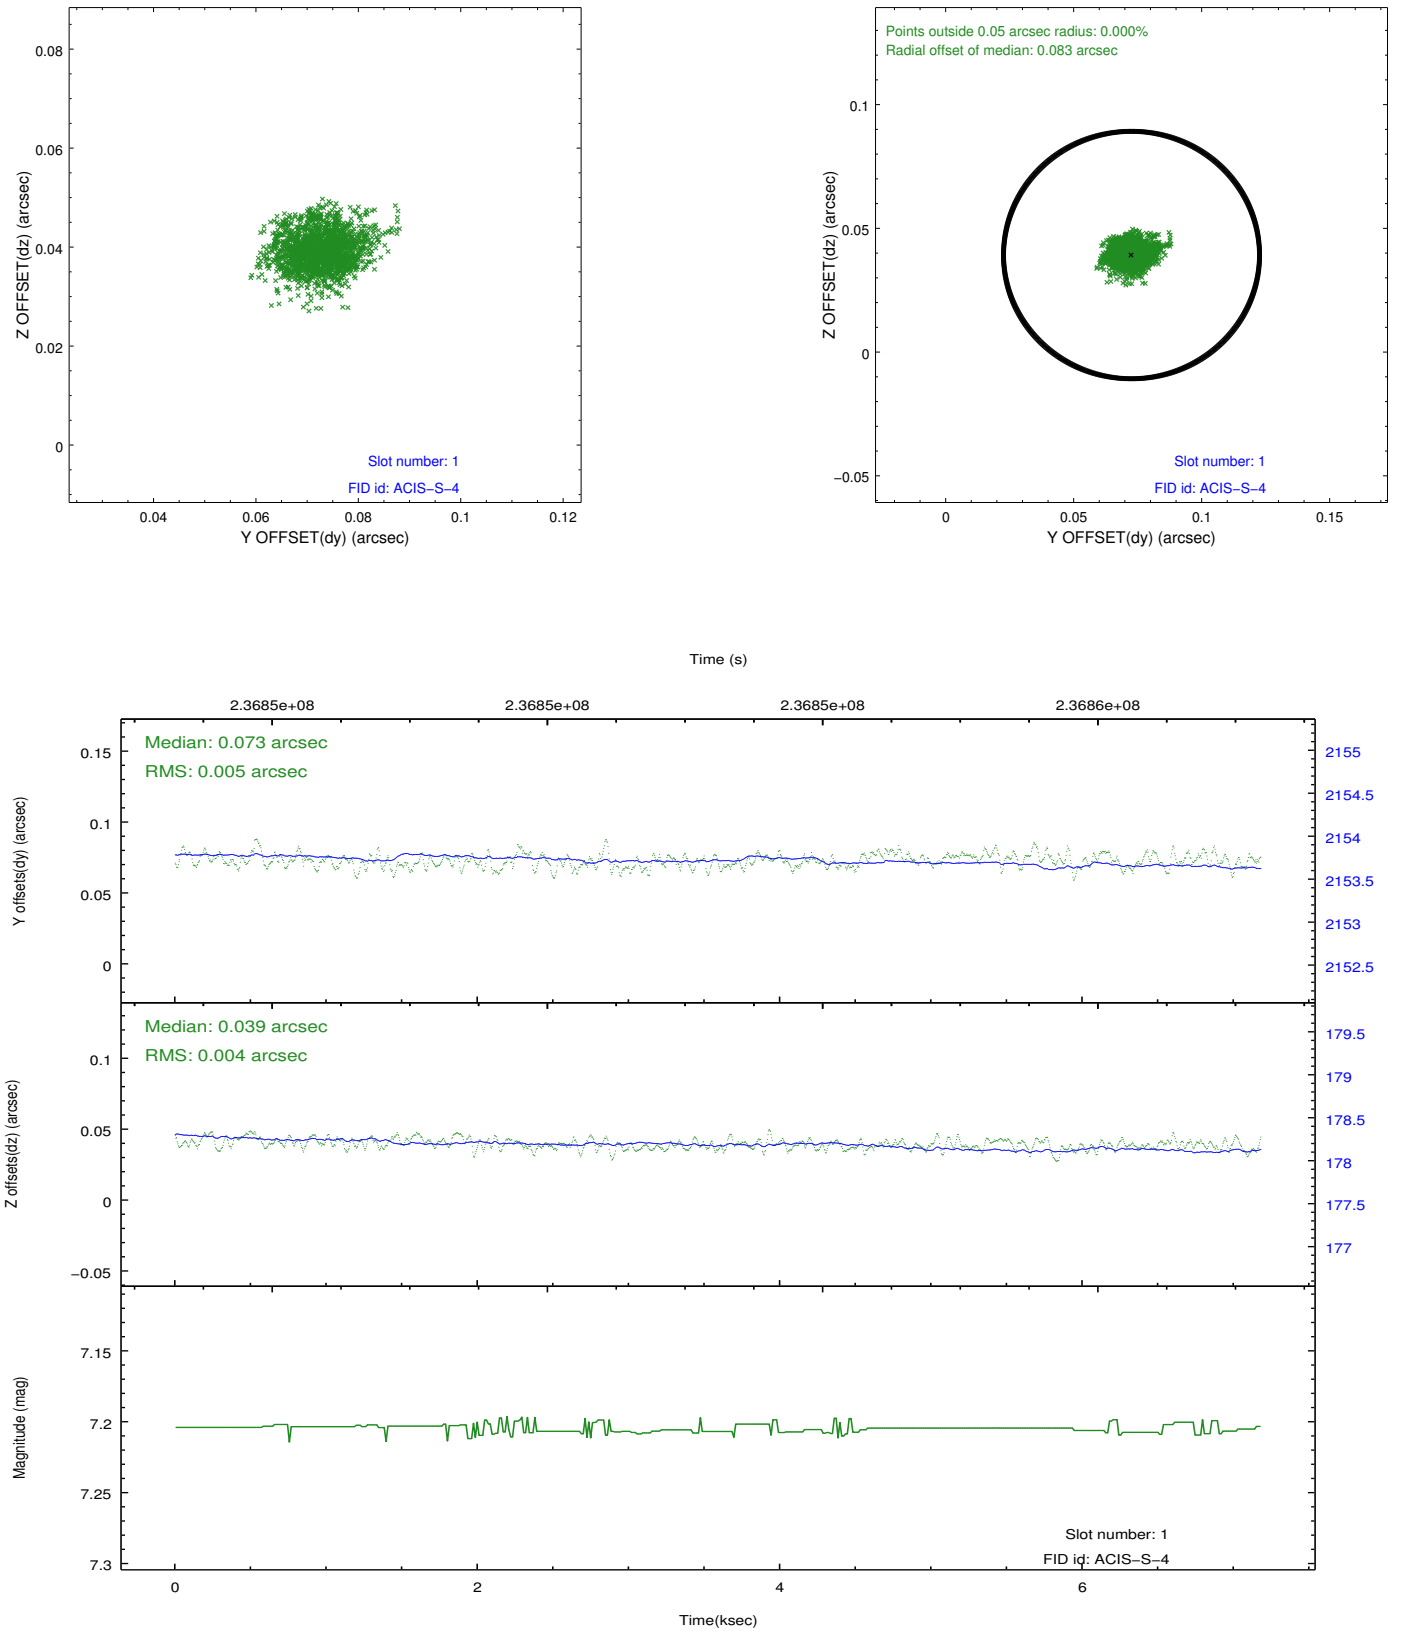 0.08
0.06
0.04
0.02
0
Z OFFSET(dz) (arcsec)
Slot number: 1
FID id: ACIS−S−4
0.04 0.06 0.08 0.1 0.12
Y OFFSET(dy) (arcsec)
Points outside 0.05 arcsec radius: 0.000%
Radial offset of median: 0.083 arcsec
0.1
0.05
0
−0.05
Z OFFSET(dz) (arcsec)
Slot number: 1
FID id: ACIS−S−4
0 0.05 0.1 0.15
Y OFFSET(dy) (arcsec)
Time (s)
2.3685e+08 2.3685e+08 2.3685e+08 2.3686e+08
Median: 0.073 arcsec
RMS: 0.005 arcsec
0.15
0.1
0.05
0
Y offsets(dy) (arcsec)
2155
2154.5
2154
2153.5
2153
2152.5
Median: 0.039 arcsec
RMS: 0.004 arcsec
0.1
0.05
0
−0.05
Z offsets(dz) (arcsec)
179.5
179
178.5
178
177.5
177
7.15
7.2
7.25
7.3
Magnitude (mag)
Slot number: 1
FID id: ACIS−S−4
0 2 4 6
Time(ksec)